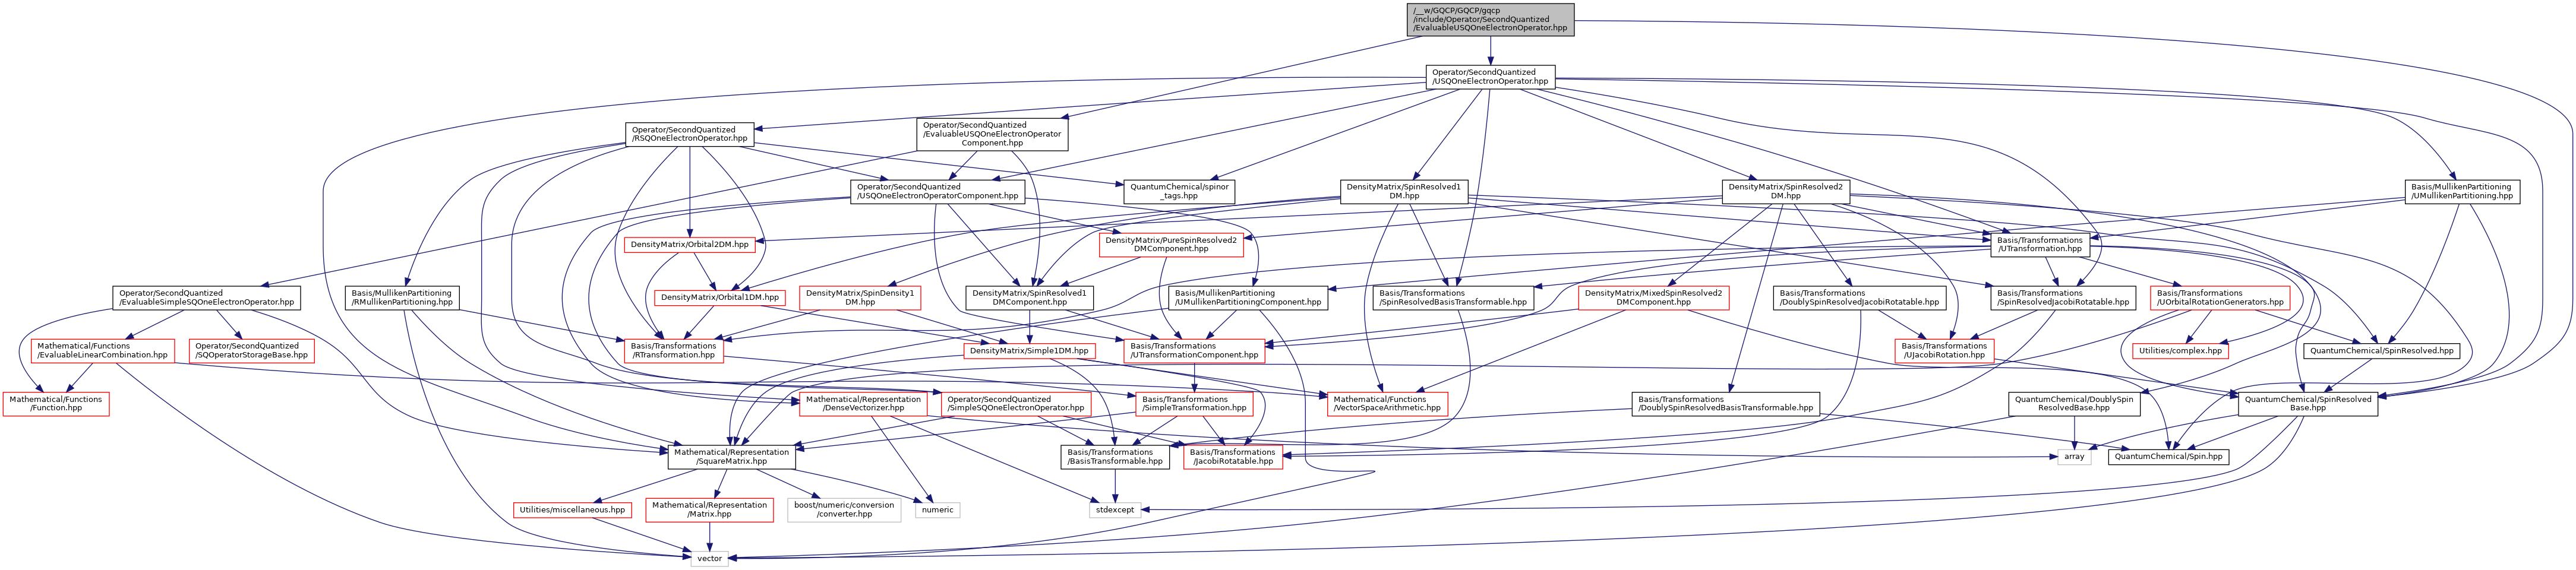 /__w/GQCP/GQCP/gqcp
/include/Operator/SecondQuantized
/EvaluableUSQOneElectronOperator.hpp
Operator/SecondQuantized
/USQOneElectronOperator.hpp
Operator/SecondQuantized
/RSQOneElectronOperator.hpp
Operator/SecondQuantized
/EvaluableUSQOneElectronOperator
Component.hpp
Operator/SecondQuantized
/USQOneElectronOperatorComponent.hpp
QuantumChemical/spinor
_tags.hpp
DensityMatrix/SpinResolved1
DM.hpp
DensityMatrix/SpinResolved2
DM.hpp
Basis/MullikenPartitioning
/UMullikenPartitioning.hpp
DensityMatrix/Orbital2DM.hpp
DensityMatrix/PureSpinResolved2
DMComponent.hpp
Basis/Transformations
/UTransformation.hpp
Operator/SecondQuantized
/EvaluableSimpleSQOneElectronOperator.hpp
Basis/MullikenPartitioning
/RMullikenPartitioning.hpp
DensityMatrix/Orbital1DM.hpp
DensityMatrix/SpinDensity1
DM.hpp
DensityMatrix/SpinResolved1
DMComponent.hpp
Basis/MullikenPartitioning
/UMullikenPartitioningComponent.hpp
Basis/Transformations
/SpinResolvedBasisTransformable.hpp
DensityMatrix/MixedSpinResolved2
DMComponent.hpp
Basis/Transformations
/DoublySpinResolvedJacobiRotatable.hpp
Basis/Transformations
/SpinResolvedJacobiRotatable.hpp
Basis/Transformations
/UOrbitalRotationGenerators.hpp
Mathematical/Functions
/EvaluableLinearCombination.hpp
Operator/SecondQuantized
/SQOperatorStorageBase.hpp
Basis/Transformations
/RTransformation.hpp
DensityMatrix/Simple1DM.hpp
Basis/Transformations
/UTransformationComponent.hpp
Basis/Transformations
/UJacobiRotation.hpp
Utilities/complex.hpp
QuantumChemical/SpinResolved.hpp
Mathematical/Functions
/Function.hpp
Mathematical/Representation
/DenseVectorizer.hpp
Operator/SecondQuantized
/SimpleSQOneElectronOperator.hpp
Basis/Transformations
/SimpleTransformation.hpp
Mathematical/Functions
/VectorSpaceArithmetic.hpp
Basis/Transformations
/DoublySpinResolvedBasisTransformable.hpp
QuantumChemical/DoublySpin
ResolvedBase.hpp
QuantumChemical/SpinResolved
Base.hpp
Mathematical/Representation
/SquareMatrix.hpp
Basis/Transformations
/BasisTransformable.hpp
Basis/Transformations
/JacobiRotatable.hpp
array
QuantumChemical/Spin.hpp
Utilities/miscellaneous.hpp
Mathematical/Representation
/Matrix.hpp
boost/numeric/conversion
/converter.hpp
numeric
stdexcept
vector